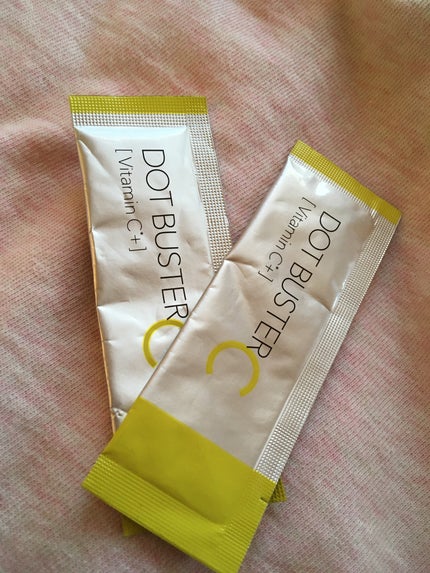 DOT BUSTER
[Vitamin C+]
C
DOT BUSTER
[Vitamin C+]
C